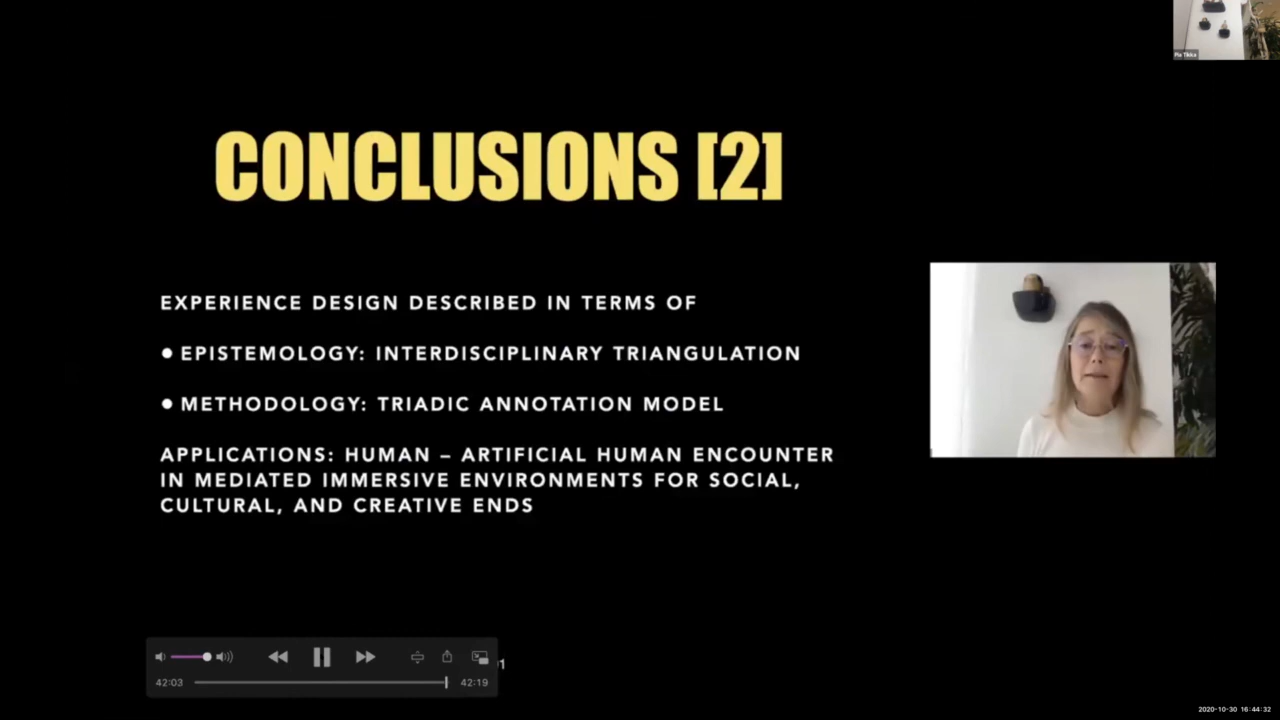 Pia Tikka
CONCLUSIONS [2]
EXPERIENCE DESIGN DESCRIBED IN TERMS OF
● EPISTEMOLOGY: INTERDISCIPLINARY TRIANGULATION
● METHODOLOGY: TRIADIC ANNOTATION MODEL
APPLICATIONS: HUMAN – ARTIFICIAL HUMAN ENCOUNTER
IN MEDIATED IMMERSIVE ENVIRONMENTS FOR SOCIAL,
CULTURAL, AND CREATIVE ENDS
42:03
42:19
2020-10-30 16:44:32